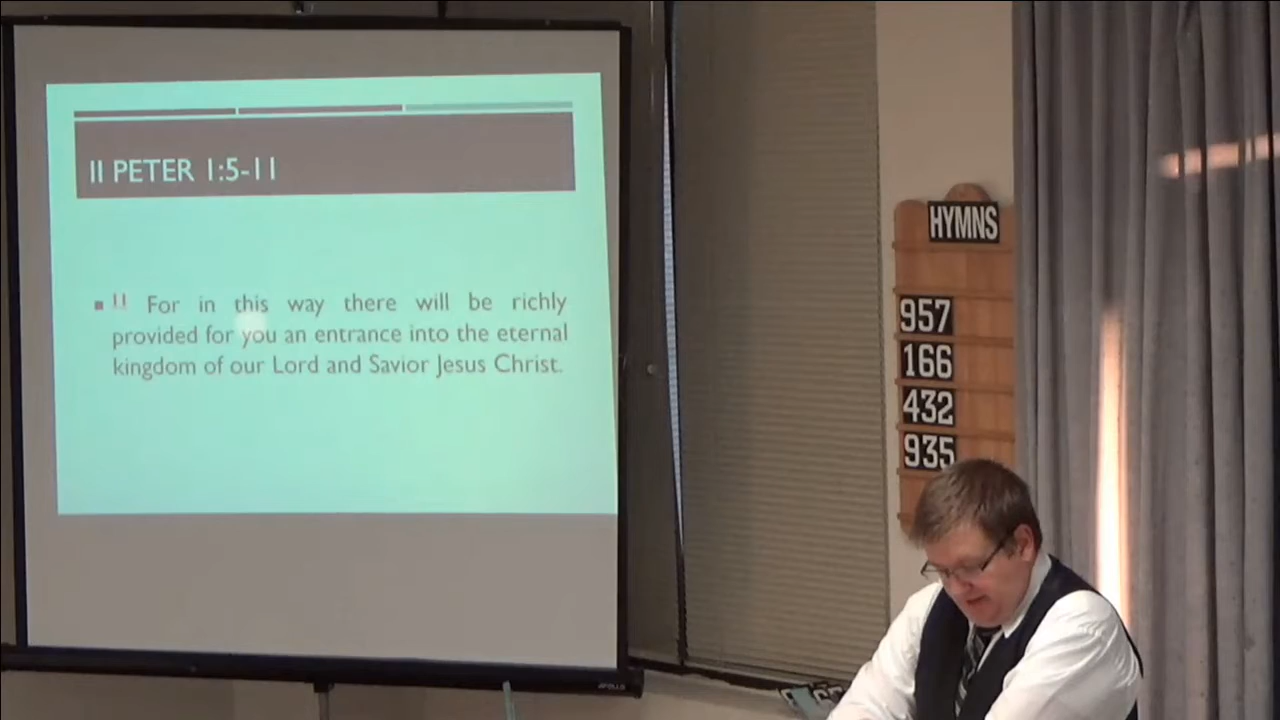 II PETER 1:5-11
■ 11 For in this way there will be richly
provided for you an entrance into the eternal
kingdom of our Lord and Savior Jesus Christ.
HYMNS
957
166
432
935
APOLLO